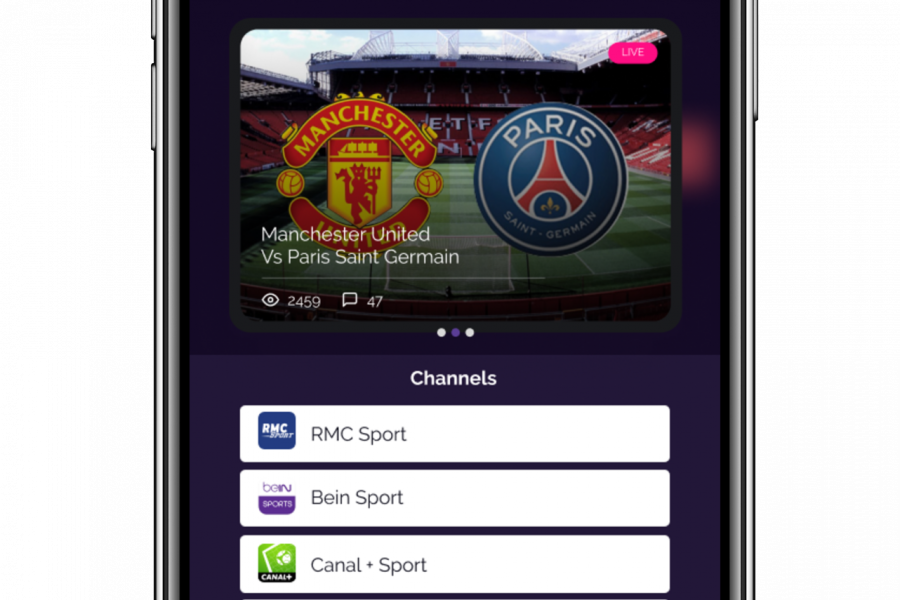 LIVE
MANCHESTER
UNITED
PARIS
SAINT - GERMAIN
Manchester United
Vs Paris Saint Germain
2459
47
Channels
RMC
SPORT
RMC Sport
beIN
SPORTS
Bein Sport
CANAL+
Canal + Sport